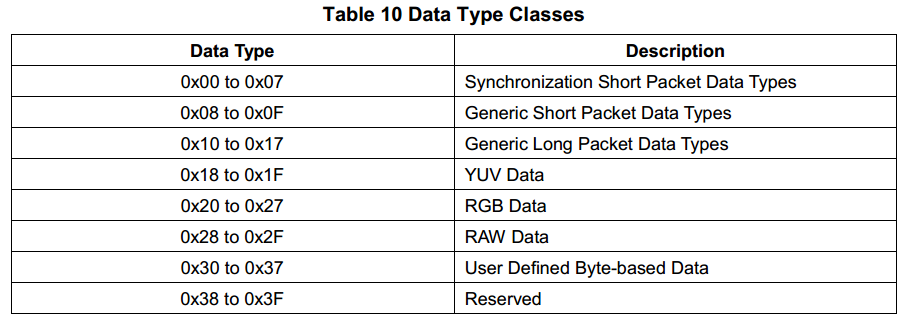 Table 10 Data Type Classes
Data Type Description
0x00 to 0x07 Synchronization Short Packet Data Types
0x08 to 0x0F Generic Short Packet Data Types
0x10 to 0x17 Generic Long Packet Data Types
0x18 to 0x1F YUV Data
0x20 to 0x27 RGB Data
0x28 to 0x2F RAW Data
0x30 to 0x37 User Defined Byte-based Data
0x38 to 0x3F Reserved